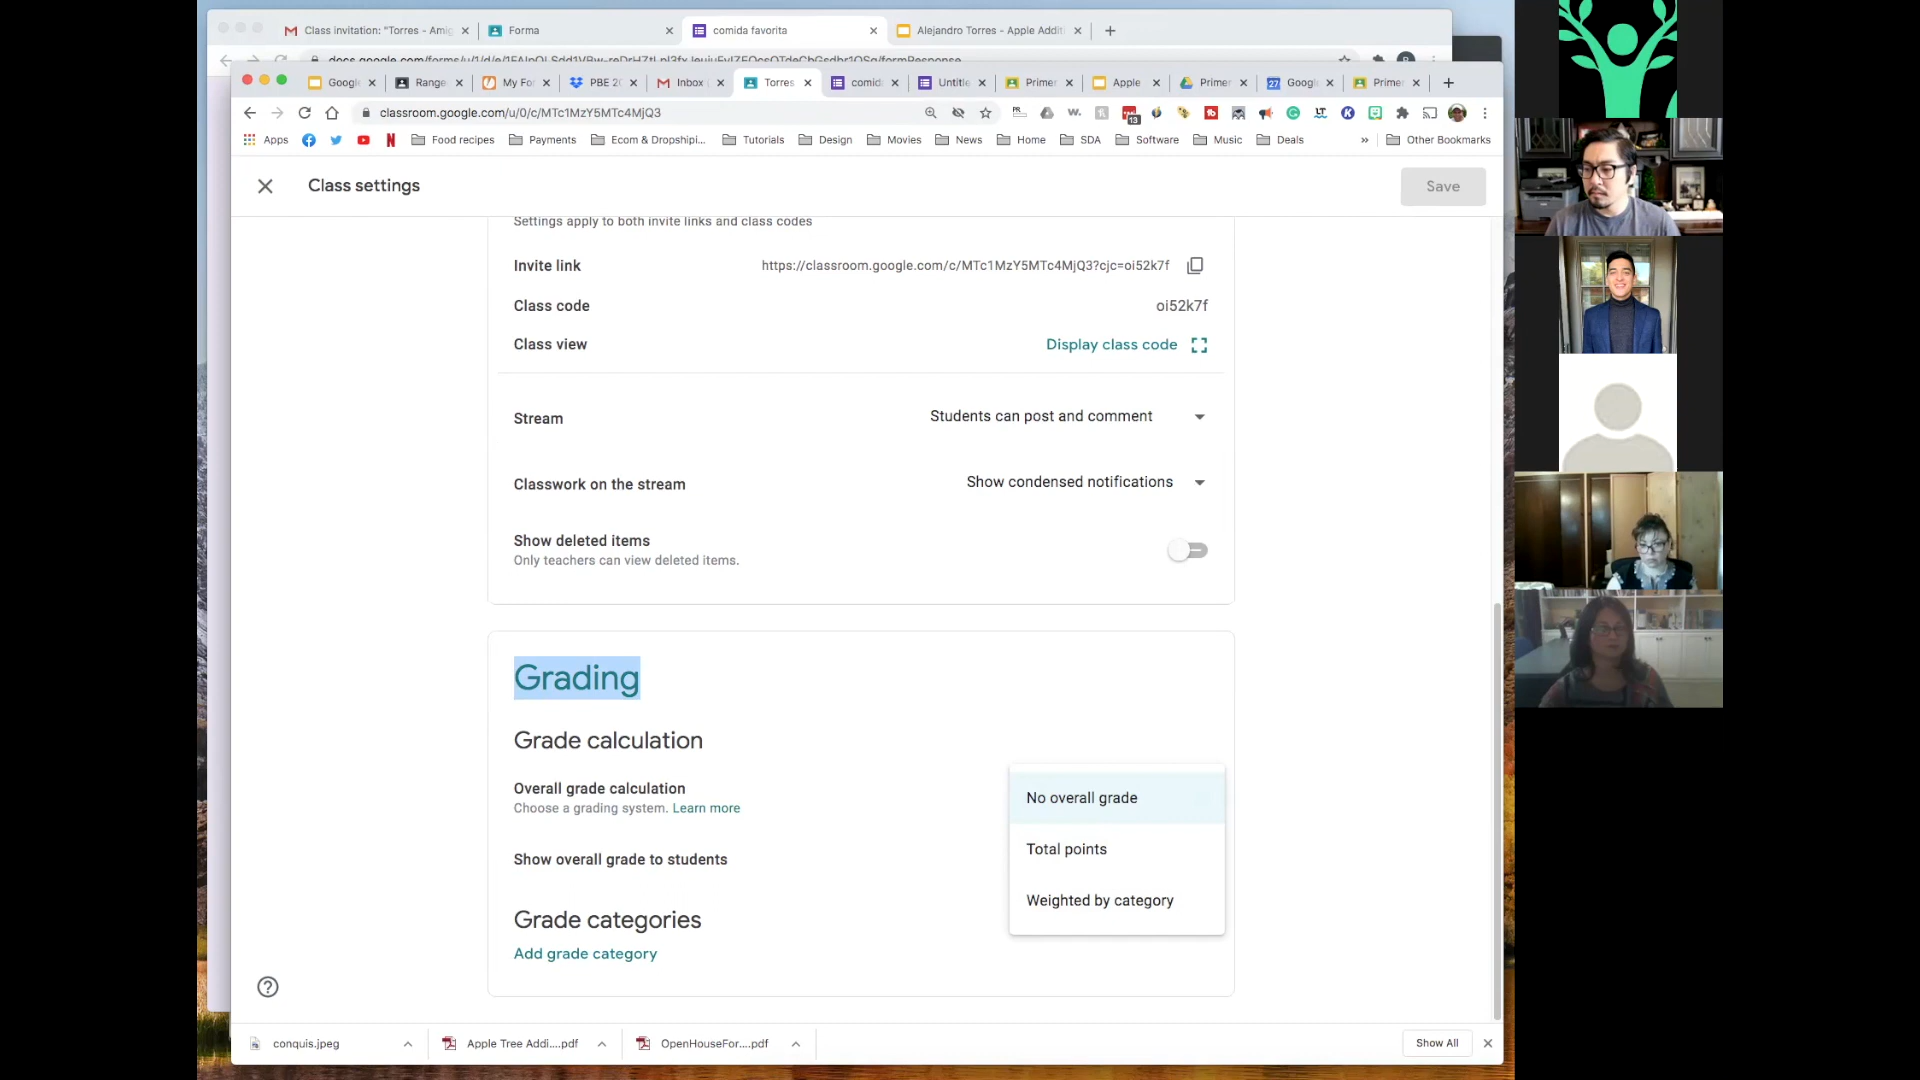 Class invitation: "Torres - Amig
Forma
comida favorita
Alejandro Torres - Apple Additi
Google
Range
My Fo
PBE 20
Inbox
Torres
comid
Untitle
Primer
Apple
Primer
Googl
Primer
classroom.google.com/u/0/c/MTc1MzY5MTc4MjQ3
13
Apps
Food recipes
Payments
Ecom & Dropshipi...
Tutorials
Design
Movies
News
Home
SDA
Software
Music
Deals
»
Other Bookmarks
Class settings
Save
Settings apply to both invite links and class codes
Invite link
https://classroom.google.com/c/MTc1MzY5MTc4MjQ3?cjc=oi52k7f
Class code
oi52k7f
Class view
Display class code
Stream
Students can post and comment
Classwork on the stream
Show condensed notifications
Show deleted items
Only teachers can view deleted items.
Grading
Grade calculation
Overall grade calculation
Choose a grading system. Learn more
No overall grade
Total points
Show overall grade to students
Weighted by category
Grade categories
Add grade category
conquis.jpeg
Apple Tree Addi....pdf
OpenHouseFor....pdf
Show All